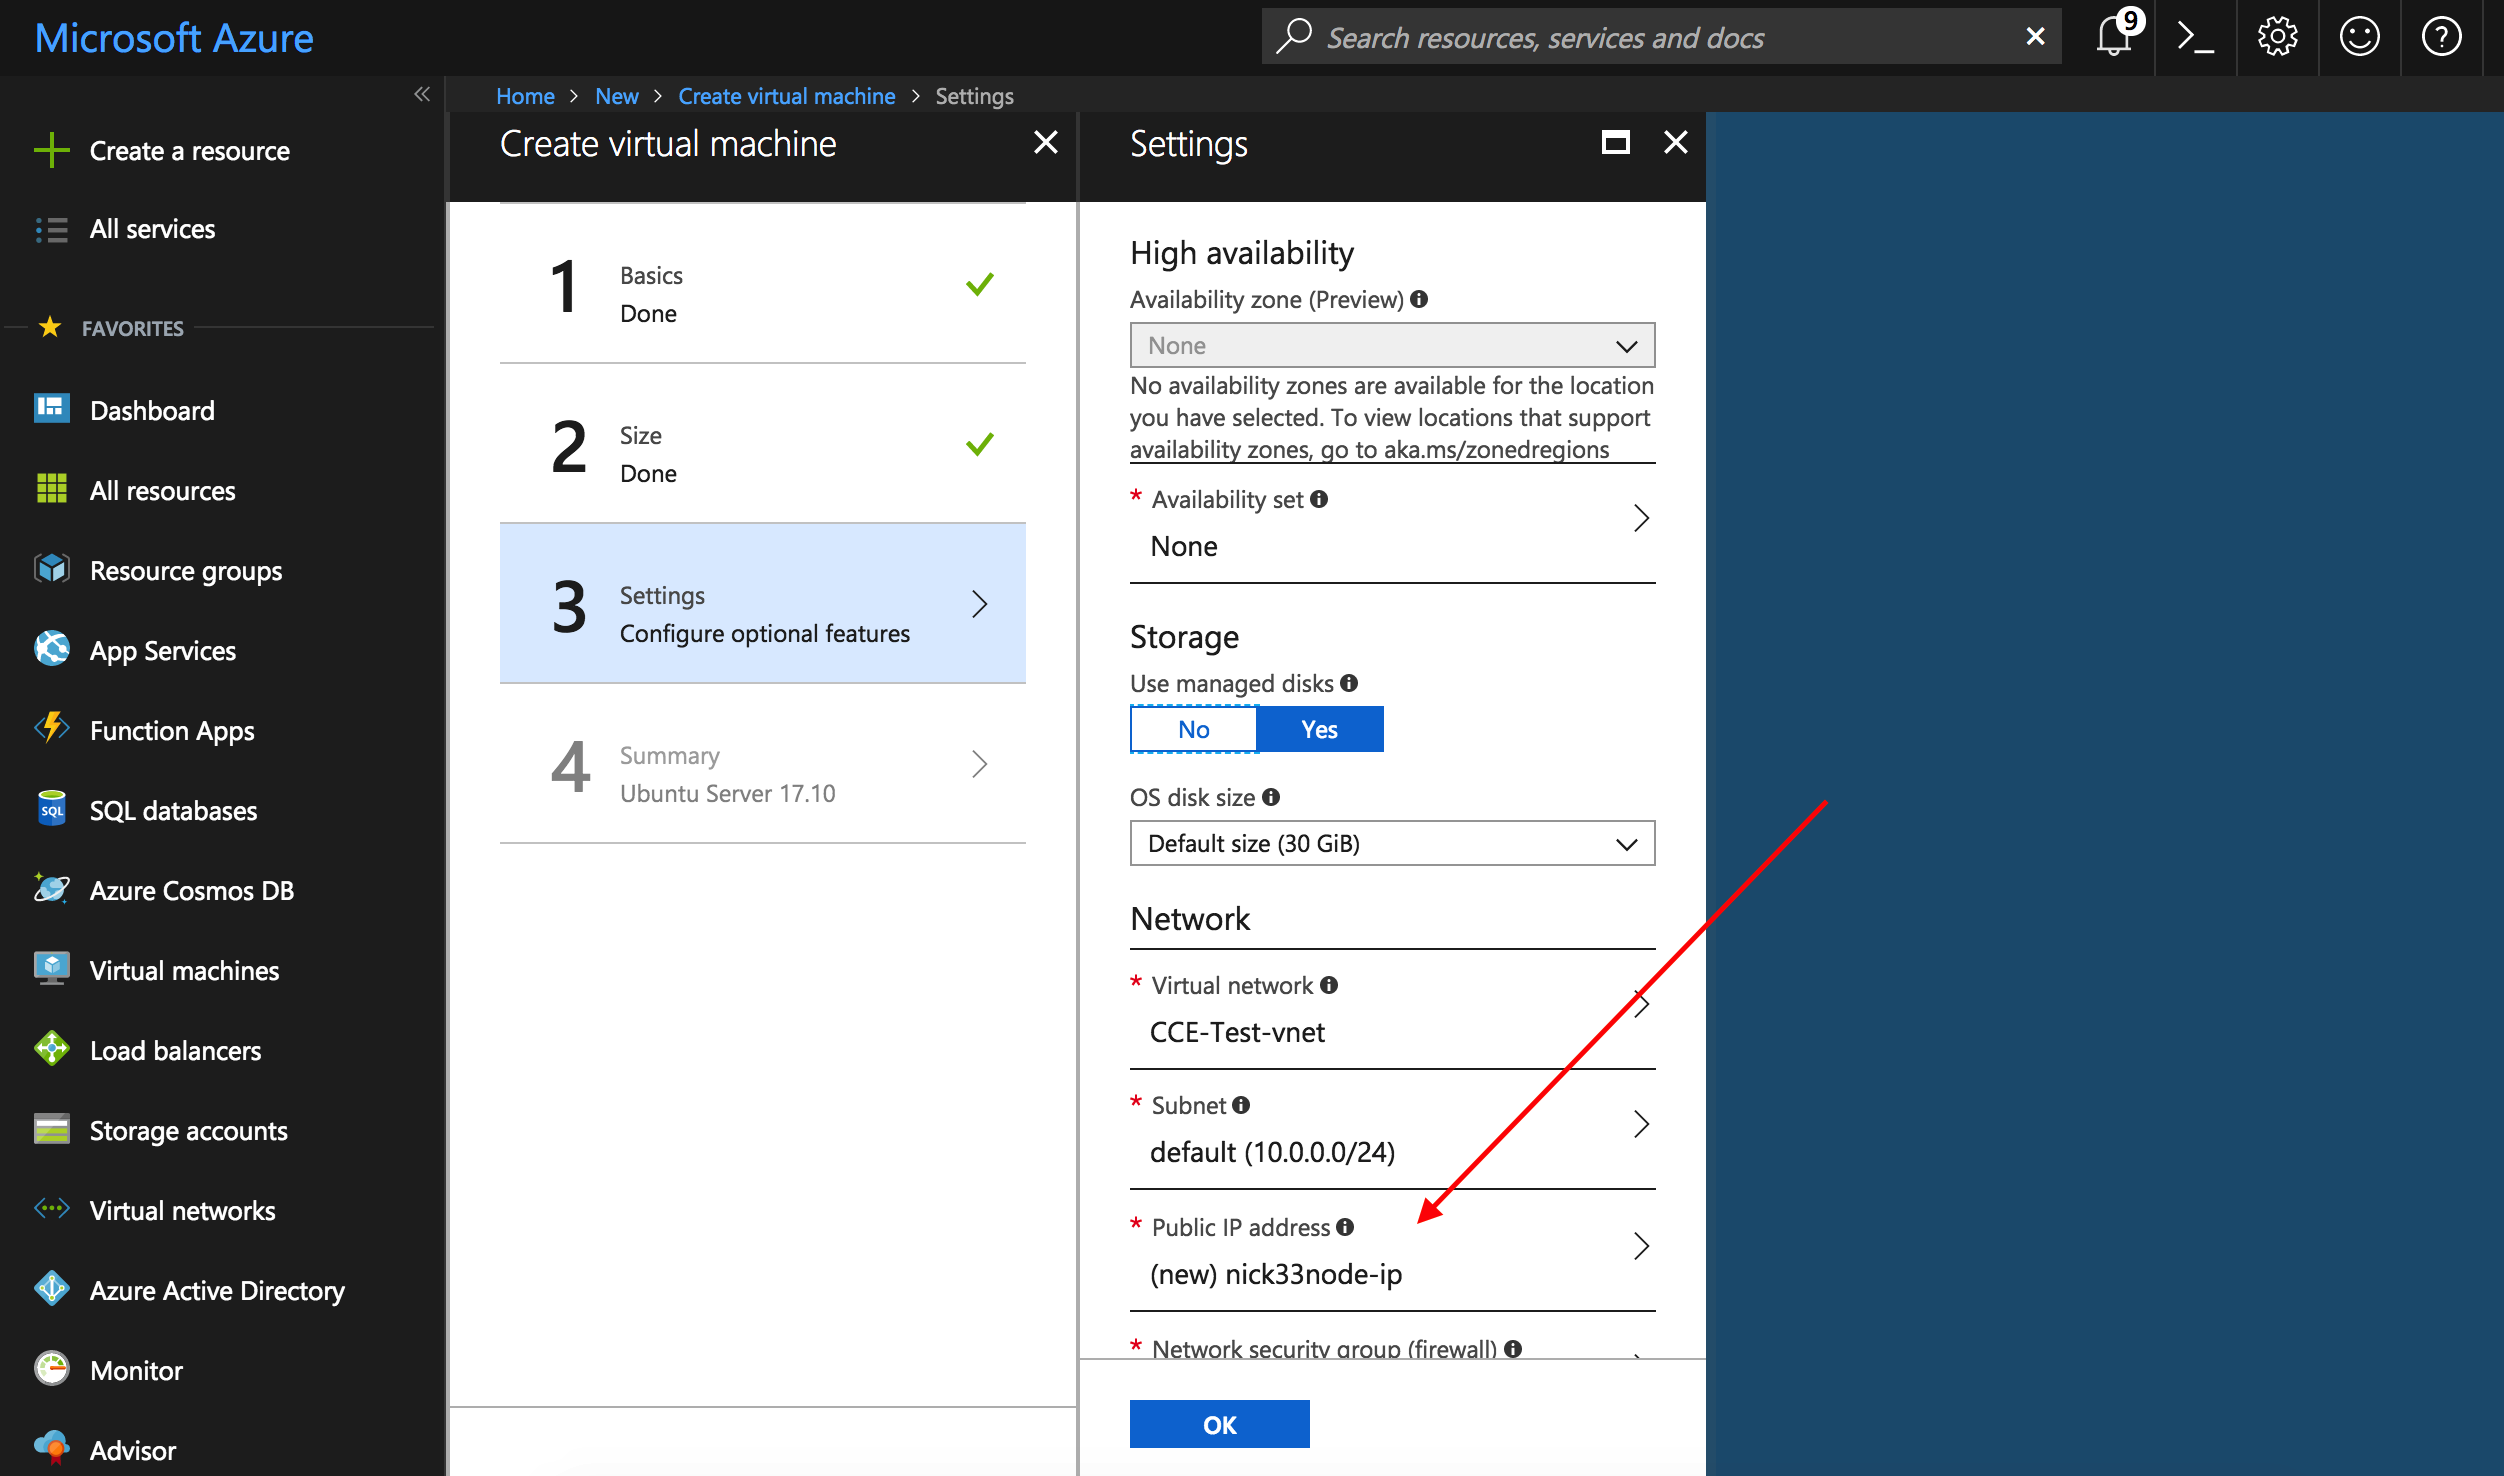 Microsoft Azure
Search resources, services and docs
9
Home > New > Create virtual machine > Settings
Create a resource
All services
FAVORITES
Dashboard
All resources
Resource groups
App Services
Function Apps
SQL
SQL databases
Azure Cosmos DB
Virtual machines
Load balancers
Storage accounts
Virtual networks
Azure Active Directory
Monitor
Advisor
Create virtual machine
1
Basics
Done
2
Size
Done
3
Settings
Configure optional features
4
Summary
Ubuntu Server 17.10
Settings
High availability
Availability zone (Preview)
None
No availability zones are available for the location
you have selected. To view locations that support
availability zones, go to aka.ms/zonedregions
* Availability set
None
Storage
Use managed disks
No Yes
OS disk size
Default size (30 GiB)
Network
* Virtual network
CCE-Test-vnet
* Subnet
default (10.0.0.0/24)
* Public IP address
(new) nick33node-ip
* Network security group (firewall)
OK